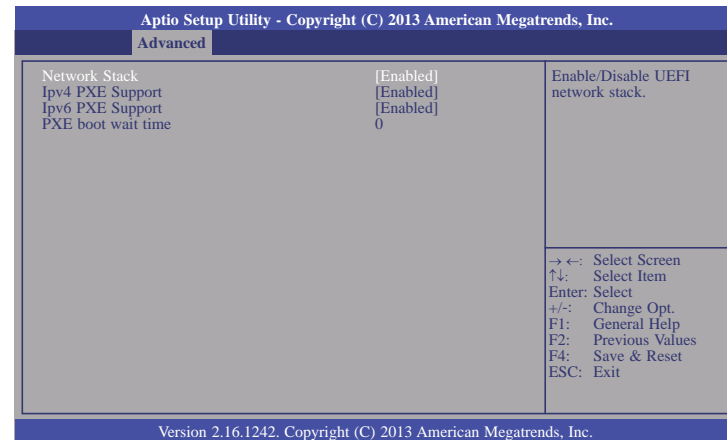 Aptio Setup Utility - Copyright (C) 2013 American Megatrends, Inc.
Advanced
Network Stack [Enabled]
Ipv4 PXE Support [Enabled]
Ipv6 PXE Support [Enabled]
PXE boot wait time 0
Enable/Disable UEFI
network stack.
→ ←: Select Screen
↑↓: Select Item
Enter: Select
+/-: Change Opt.
F1: General Help
F2: Previous Values
F4: Save & Reset
ESC: Exit
Version 2.16.1242. Copyright (C) 2013 American Megatrends, Inc.